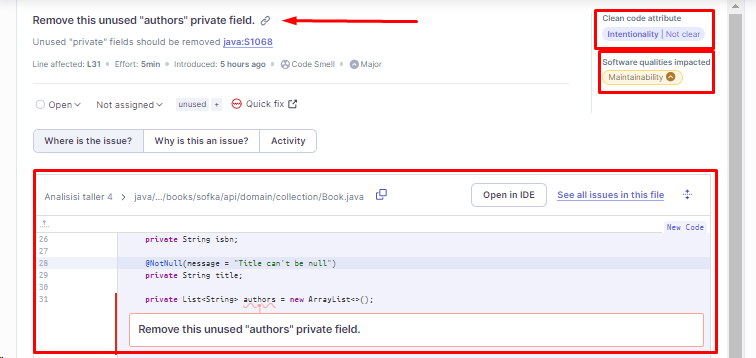 Remove this unused "authors" private field.
Unused "private" fields should be removed java:S1068
Line affected: L31 • Effort: 5min • Introduced: 5 hours ago • Code Smell • Major
Open Not assigned unused + Quick fix
Clean code attribute
Intentionality | Not clear
Software qualities impacted
Maintainability
Where is the issue? Why is this an issue? Activity
Analisisi taller 4 > java/.../books/sofka/api/domain/collection/Book.java Open in IDE See all issues in this file
New Code
26 private String isbn;
27
28 @NotNull(message = "Title can't be null")
29 private String title;
30
31 private List<String> authors = new ArrayList<>();
Remove this unused "authors" private field.